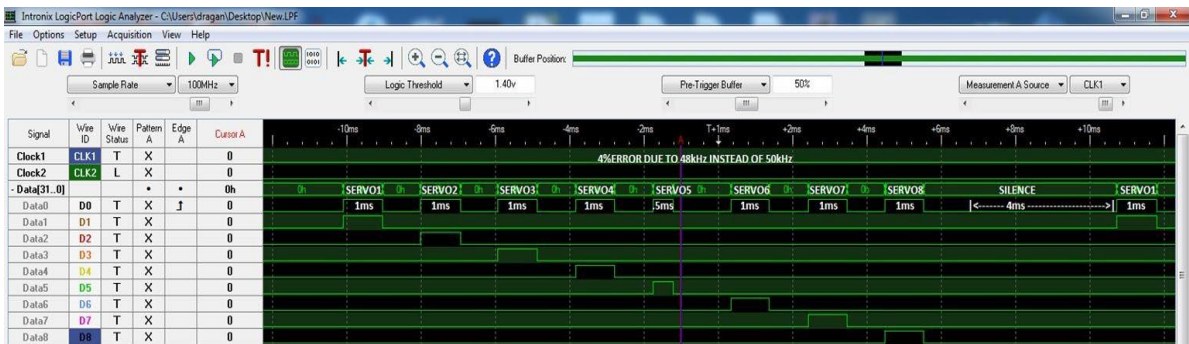 Intronix LogicPort Logic Analyzer - C:\Users\dragan\Desktop\New.LPF
File Options Setup Acquisition View Help
Buffer Position:
Sample Rate 100MHz Logic Threshold 1.40v Pre-Trigger Buffer 50% Measurement A Source CLK1
Signal Wire ID Wire Status Pattern A Edge A Cursor A -10ms -8ms -6ms -4ms -2ms T+1ms +2ms +4ms +6ms +8ms +10ms
Clock1 CLK1 T X 0 4%ERROR DUE TO 48kHz INSTEAD OF 50kHz
Clock2 CLK2 L X 0
- Data[31..0] • • 0h 0h SERVO1 0h SERVO2 0h SERVO3 0h SERVO4 0h SERVO5 0h SERVO6 0h SERVO7 0h SERVO8 SILENCE SERVO1
Data0 D0 T X 0 1ms 1ms 1ms 1ms .5ms 1ms 1ms 1ms |<------- 4ms ---------------------->| 1ms
Data1 D1 T X 0
Data2 D2 T X 0
Data3 D3 T X 0
Data4 D4 T X 0
Data5 D5 T X 0
Data6 D6 T X 0
Data7 D7 T X 0
Data8 D8 T X 0